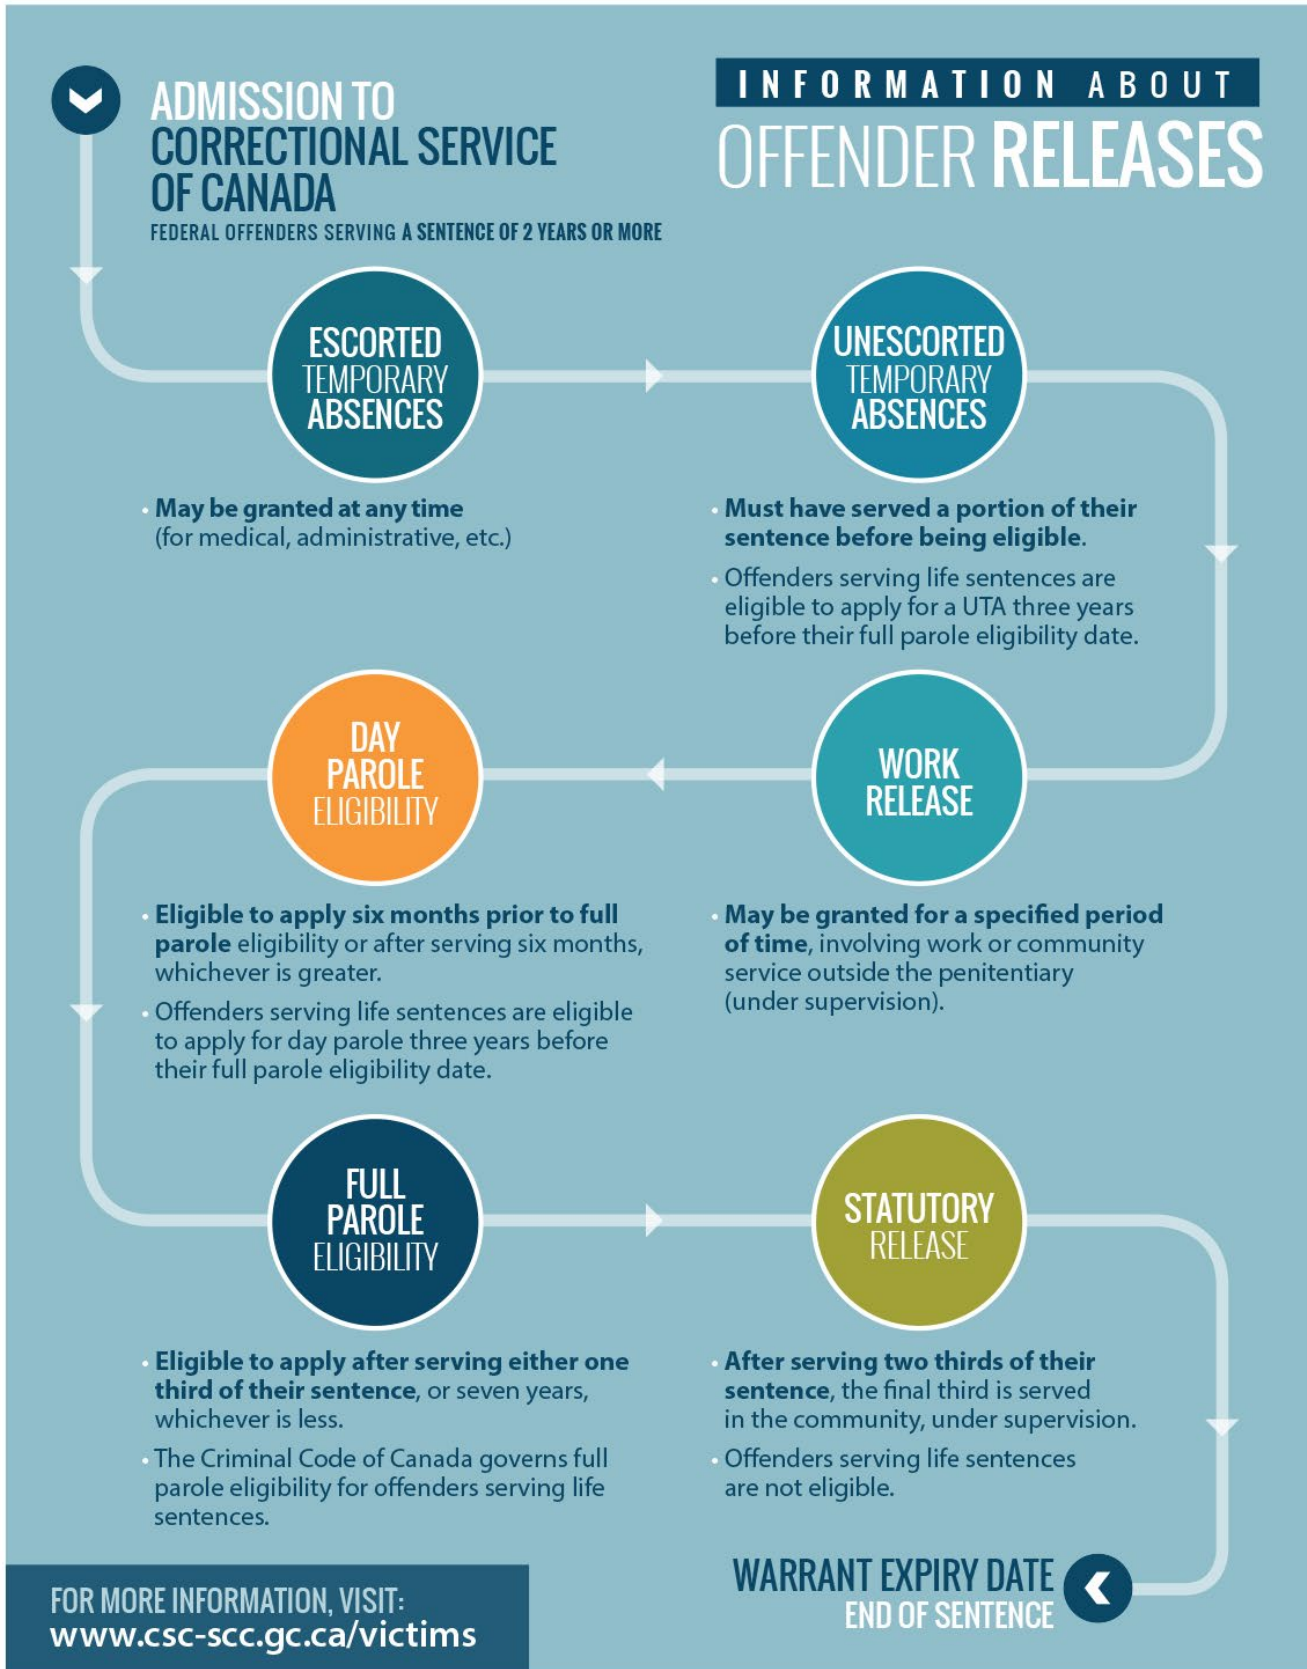 ADMISSION TO
CORRECTIONAL SERVICE
OF CANADA
FEDERAL OFFENDERS SERVING A SENTENCE OF 2 YEARS OR MORE
INFORMATION ABOUT
OFFENDER RELEASES
ESCORTED
TEMPORARY
ABSENCES
• May be granted at any time
(for medical, administrative, etc.)
UNESCORTED
TEMPORARY
ABSENCES
• Must have served a portion of their
sentence before being eligible.
• Offenders serving life sentences are
eligible to apply for a UTA three years
before their full parole eligibility date.
WORK
RELEASE
• May be granted for a specified period
of time, involving work or community
service outside the penitentiary
(under supervision).
DAY
PAROLE
ELIGIBILITY
• Eligible to apply six months prior to full
parole eligibility or after serving six months,
whichever is greater.
• Offenders serving life sentences are eligible
to apply for day parole three years before
their full parole eligibility date.
FULL
PAROLE
ELIGIBILITY
• Eligible to apply after serving either one
third of their sentence, or seven years,
whichever is less.
• The Criminal Code of Canada governs full
parole eligibility for offenders serving life
sentences.
STATUTORY
RELEASE
• After serving two thirds of their
sentence, the final third is served
in the community, under supervision.
• Offenders serving life sentences
are not eligible.
WARRANT EXPIRY DATE
END OF SENTENCE
FOR MORE INFORMATION, VISIT:
www.csc-scc.gc.ca/victims